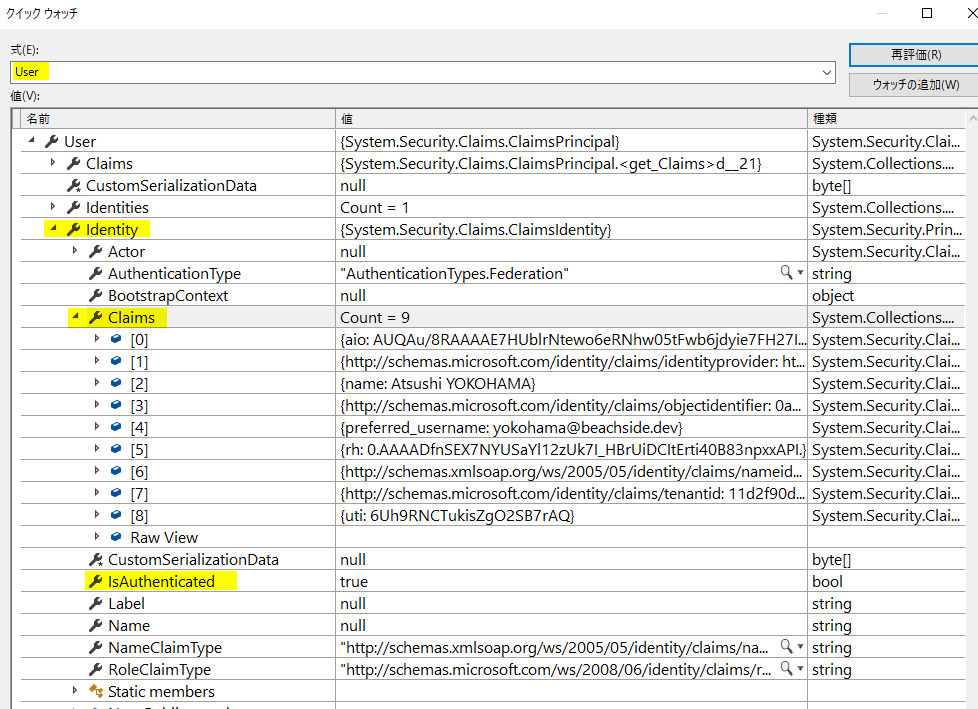 クイック ウォッチ
式(E):
User
再評価(R)
ウォッチの追加(W)
値(V):
名前 値 種類
User {System.Security.Claims.ClaimsPrincipal} System.Security.Clai...
Claims {System.Security.Claims.ClaimsPrincipal.<get_Claims>d__21} System.Collections....
CustomSerializationData null byte[]
Identities Count = 1 System.Collections....
Identity {System.Security.Claims.ClaimsIdentity} System.Security.Prin...
Actor null System.Security.Clai...
AuthenticationType "AuthenticationTypes.Federation" string
BootstrapContext null object
Claims Count = 9 System.Collections....
[0] {aio: AUQAu/8RAAAAE7HUblrNtewo6eRNhw05tFwb6jdyie7FH27I... System.Security.Clai...
[1] {http://schemas.microsoft.com/identity/claims/identityprovider: ht... System.Security.Clai...
[2] {name: Atsushi YOKOHAMA} System.Security.Clai...
[3] {http://schemas.microsoft.com/identity/claims/objectidentifier: 0a... System.Security.Clai...
[4] {preferred_username: yokohama@beachside.dev} System.Security.Clai...
[5] {rh: 0.AAAADfnSEX7NYUSaYl12zUk7I_HBrUiDCItErti40B83npxxAPI.} System.Security.Clai...
[6] {http://schemas.xmlsoap.org/ws/2005/05/identity/claims/nameid... System.Security.Clai...
[7] {http://schemas.microsoft.com/identity/claims/tenantid: 11d2f90d... System.Security.Clai...
[8] {uti: 6Uh9RNCTukisZgO2SB7rAQ} System.Security.Clai...
Raw View
CustomSerializationData null byte[]
IsAuthenticated true bool
Label null string
Name null string
NameClaimType "http://schemas.xmlsoap.org/ws/2005/05/identity/claims/na... string
RoleClaimType "http://schemas.microsoft.com/ws/2008/06/identity/claims/r... string
Static members